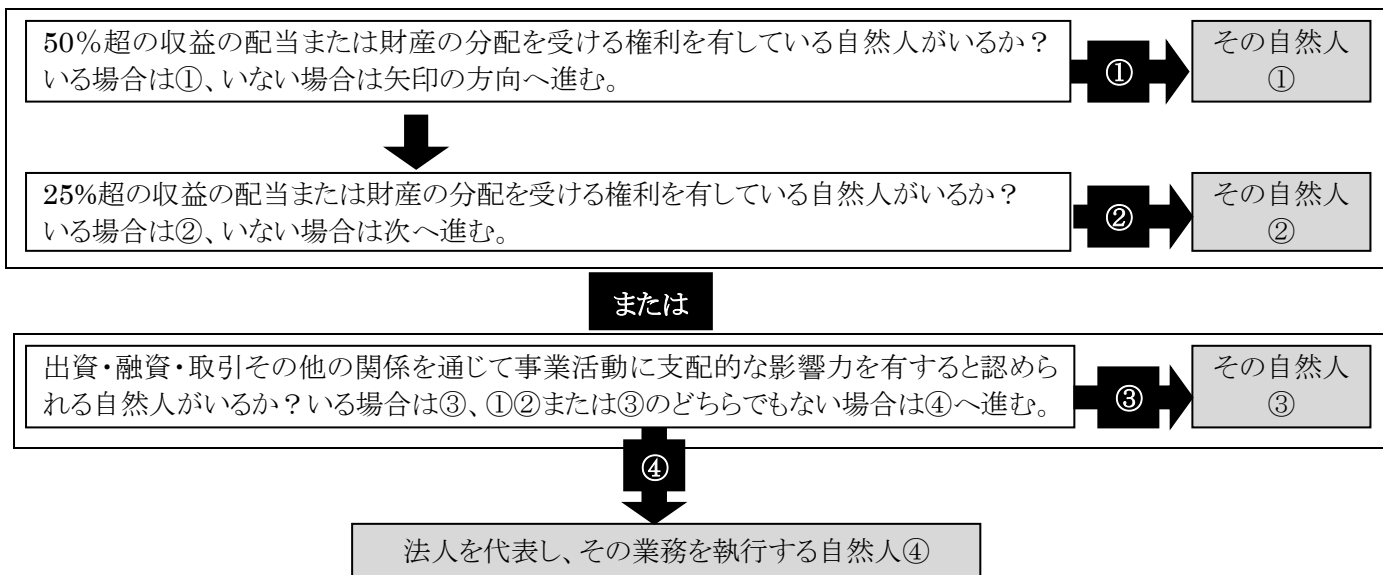 50％超の収益の配当または財産の分配を受ける権利を有している自然人がいるか？
いる場合は①、いない場合は矢印の方向へ進む。
①
その自然人
①
25%超の収益の配当または財産の分配を受ける権利を有している自然人がいるか？
いる場合は②、いない場合は次へ進む。
②
その自然人
②
または
出資・融資・取引その他の関係を通じて事業活動に支配的な影響力を有すると認めら
れる自然人がいるか？いる場合は③、①②または③のどちらでもない場合は④へ進む。
③
その自然人
③
④
法人を代表し、その業務を執行する自然人④